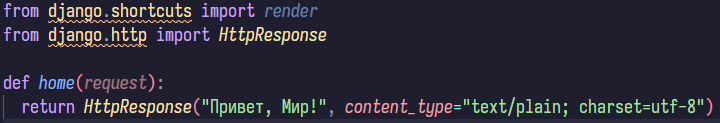 from django.shortcuts import render
from django.http import HttpResponse
def home(request):
return HttpResponse("Привет, Мир!", content_type="text/plain; charset=utf-8")